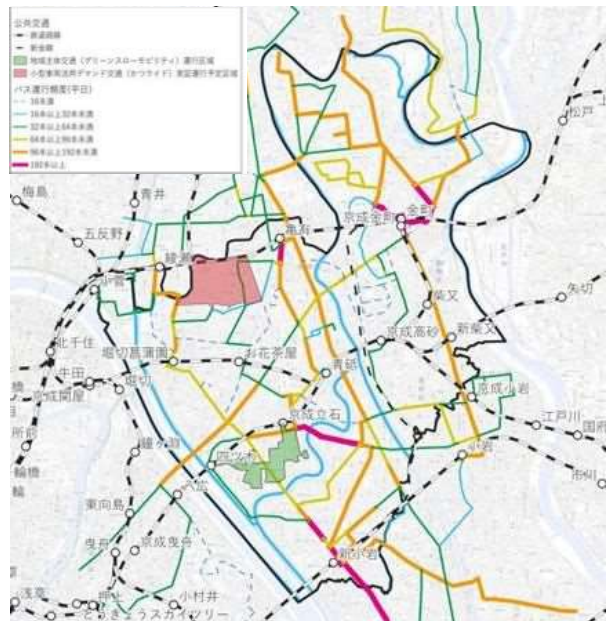 公共交通
鉄道路線
新金線
地域主体交通（グリーンスローモビリティ）運行区域
小型車両活用デマンド交通（かつライド）実証運行予定区域
バス運行頻度(平日)
16本未満
16本以上32本未満
32本以上64本未満
64本以上96本未満
96本以上192本未満
192本以上
松戸
梅島
青井
五反野
綾瀬
亀有
京成金町
金町
小菅
柴又
矢切
北千住
京成高砂
新柴又
堀切菖蒲園
お花茶屋
青砥
牛田
京成関屋
堀切
京成小岩
京成立石
江戸川
国府
所前
鐘ヶ淵
四ツ木
小岩
市川
八広
東向島
曳舟
京成曳舟
新小岩
浅草
押上
小村井
とうきょうスカイツリー